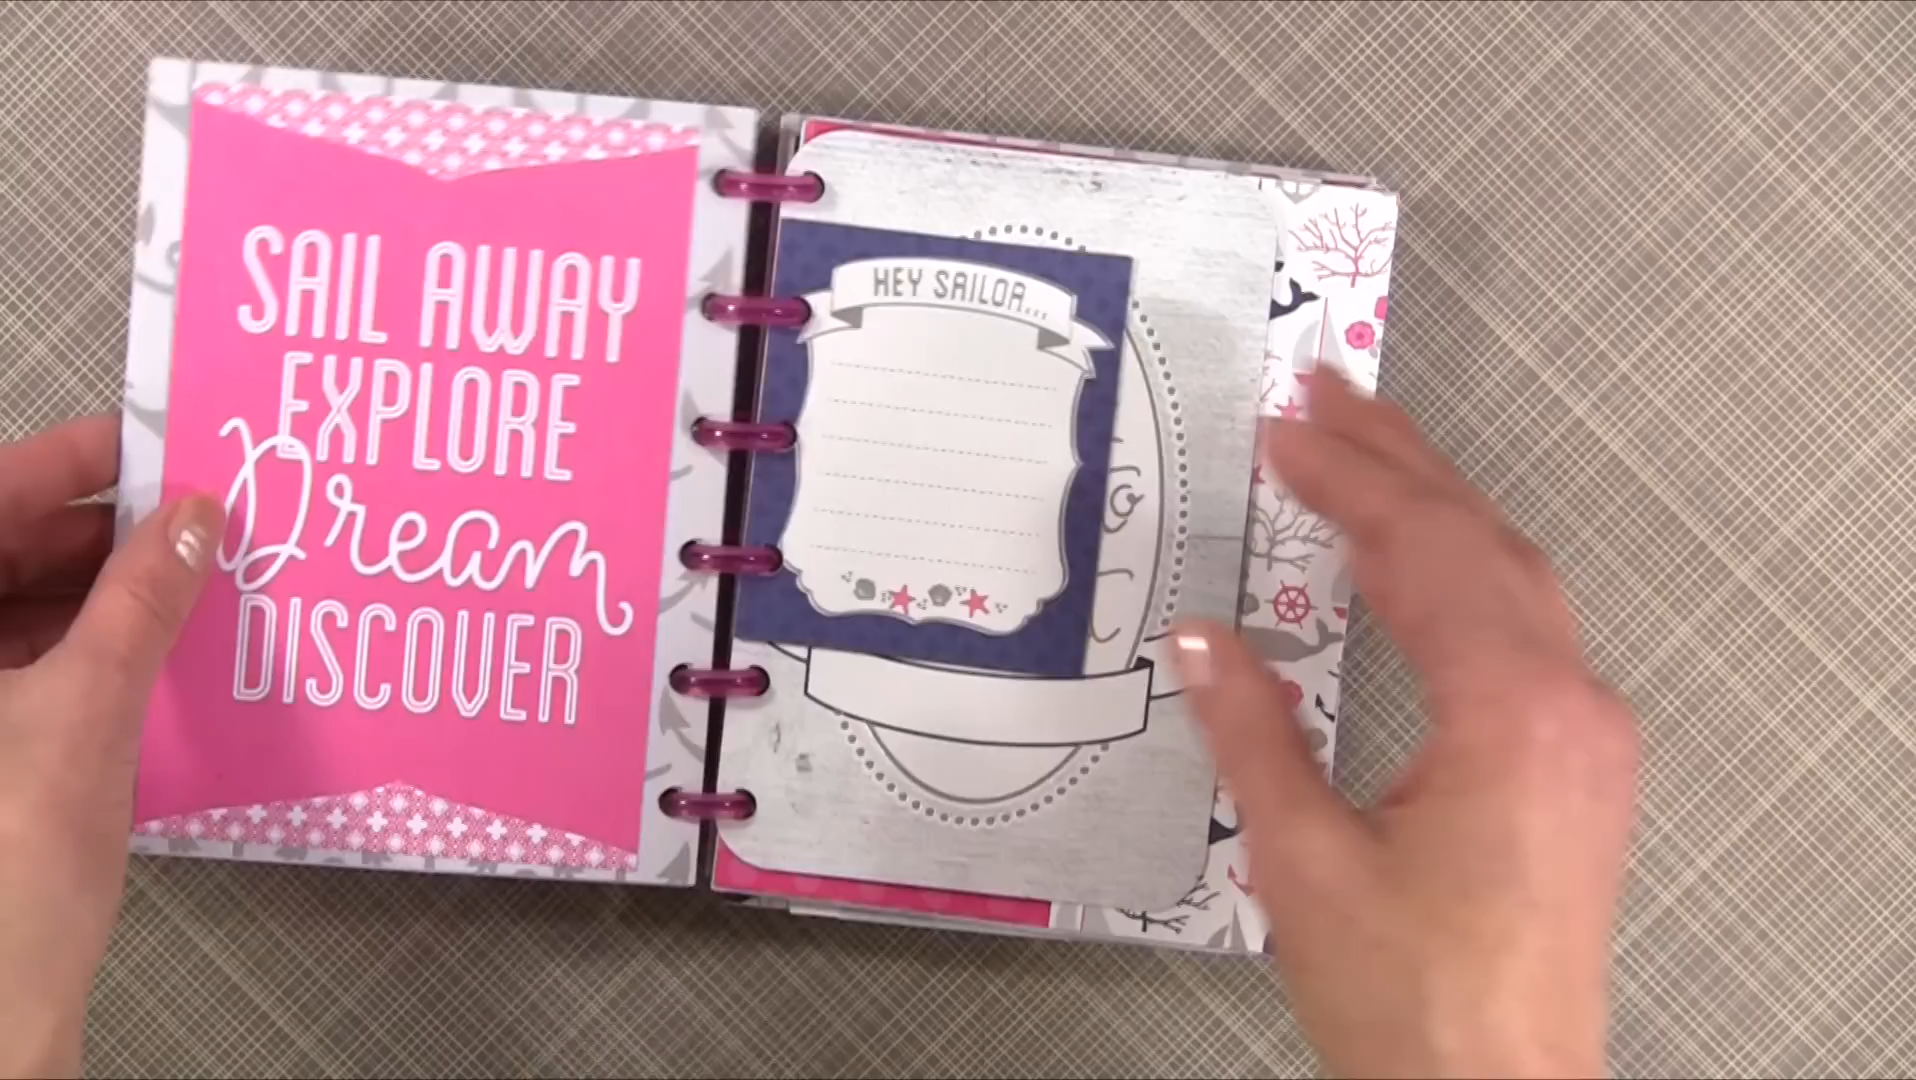 SAIL AWAY
EXPLORE
Dream
DISCOVER
HEY SAILOR...